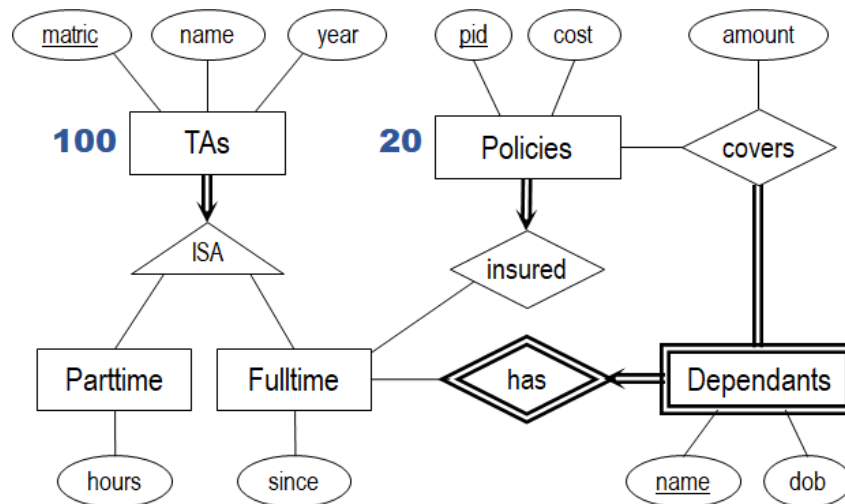 matric
name
year
pid
cost
amount
100
TAs
20
Policies
covers
ISA
insured
Parttime
Fulltime
has
Dependants
hours
since
name
dob